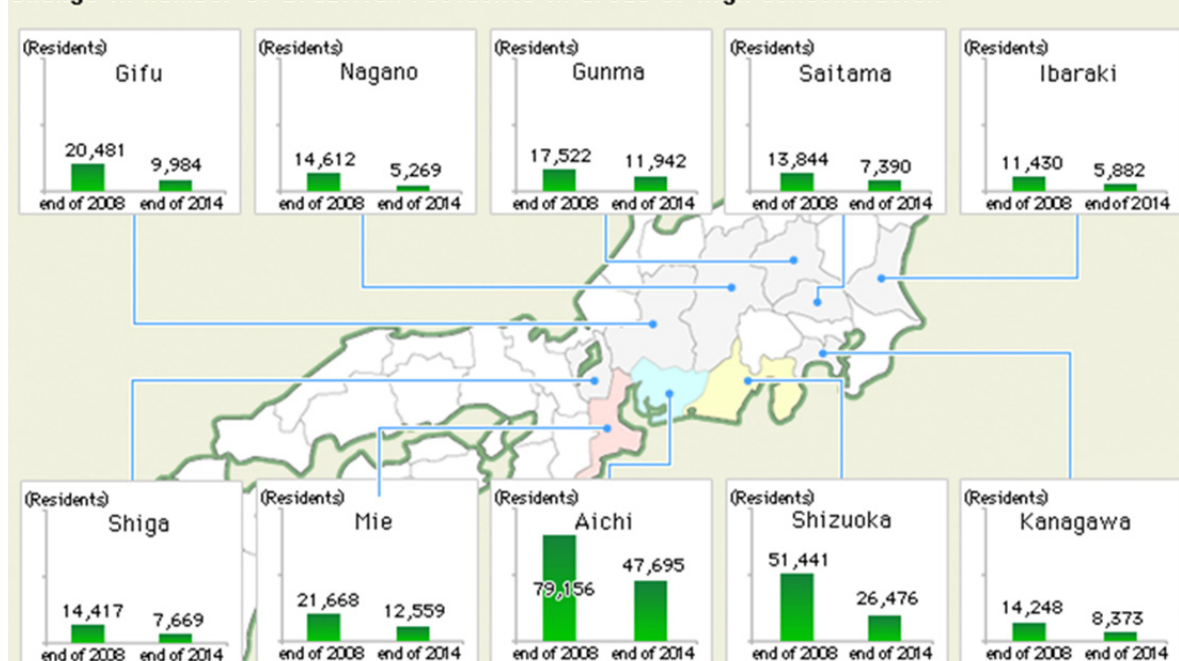 (Residents)
Gifu
20,481
9,984
end of 2008 end of 2014
(Residents)
Nagano
14,612
5,269
end of 2008 end of 2014
(Residents)
Gunma
17,522
11,942
end of 2008 end of 2014
(Residents)
Saitama
13,844
7,390
end of 2008 end of 2014
(Residents)
Ibaraki
11,430
5,882
end of 2008 end of 2014
(Residents)
Shiga
14,417
7,669
end of 2008 end of 2014
(Residents)
Mie
21,668
12,559
end of 2008 end of 2014
(Residents)
Aichi
79,156
47,695
end of 2008 end of 2014
(Residents)
Shizuoka
51,441
26,476
end of 2008 end of 2014
(Residents)
Kanagawa
14,248
8,373
end of 2008 end of 2014